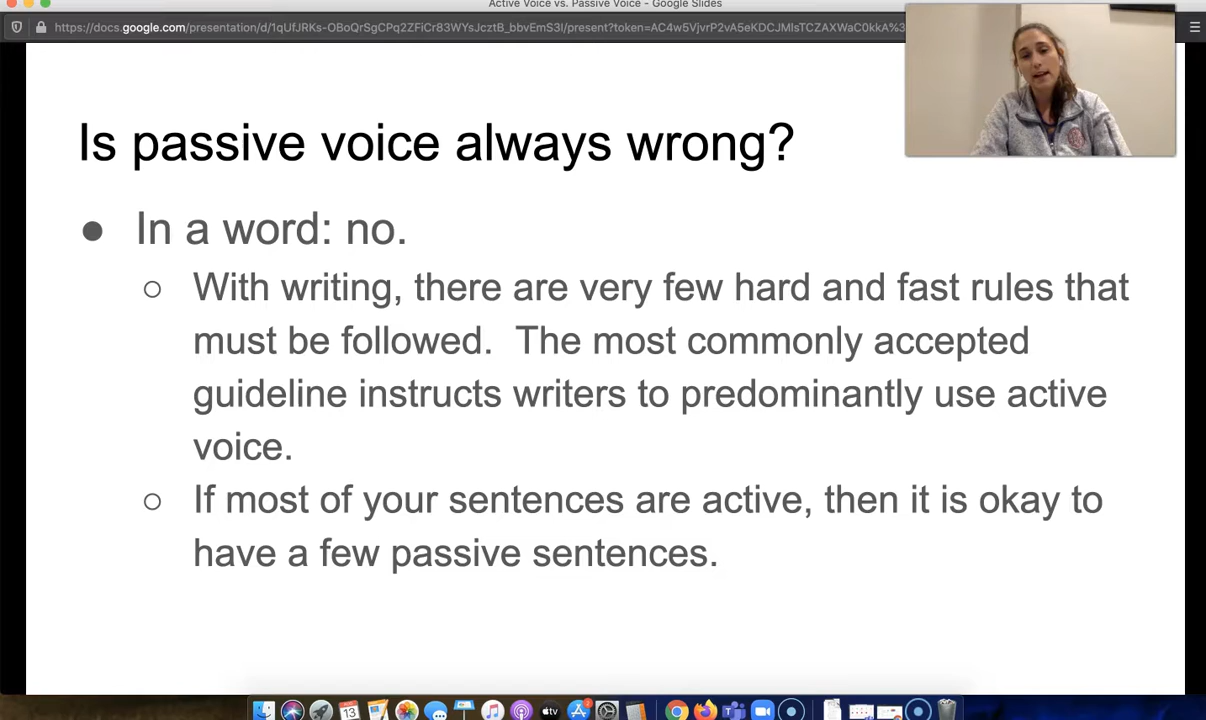 Active Voice vs. Passive Voice - Google Slides
Is passive voice always wrong?
● In a word: no.
○ With writing, there are very few hard and fast rules that
must be followed.  The most commonly accepted
guideline instructs writers to predominantly use active
voice.
○ If most of your sentences are active, then it is okay to
have a few passive sentences.
13
tv